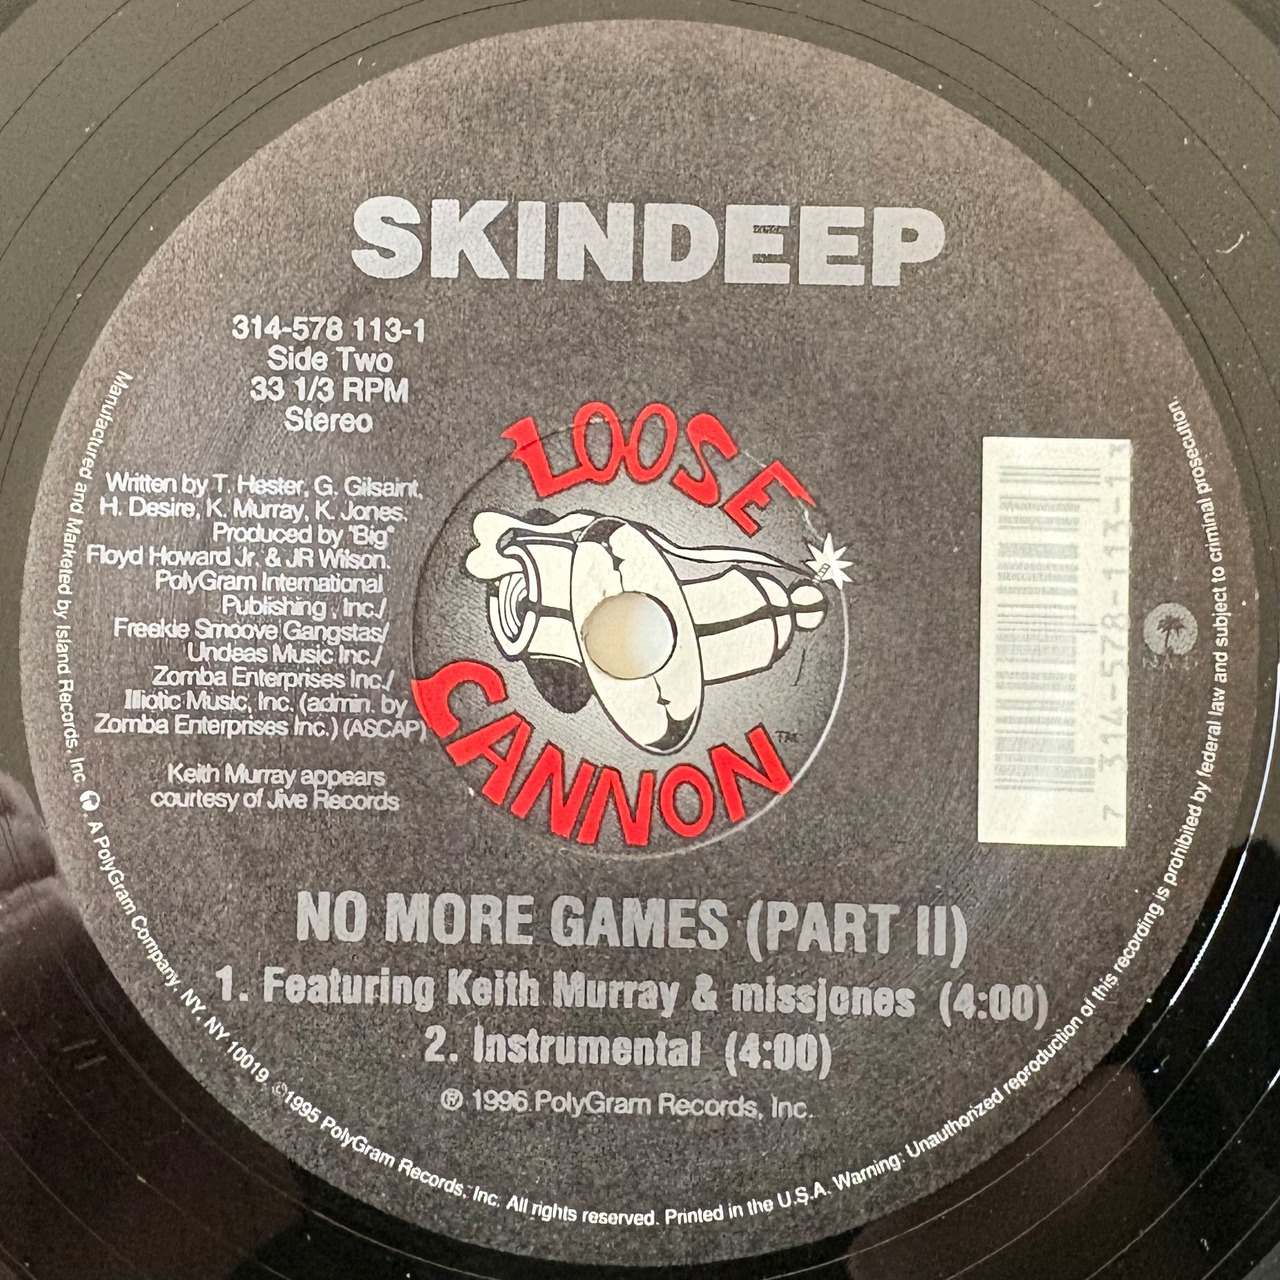 SKINDEEP
314-578 113-1
Side Two
33 1/3 RPM
Stereo
Written by T. Hester, G. Gilsaint,
H. Desire, K. Murray, K. Jones.
Produced by "Big"
Floyd Howard Jr. & JR Wilson.
PolyGram International
Publishing , Inc./
Freekie Smoove Gangstas/
Undeas Music Inc./
Zomba Enterprises Inc./
Illiotic Music, Inc. (admin. by
Zomba Enterprises Inc.) (ASCAP)
Keith Murray appears
courtesy of Jive Records
LOOSE
CANNON
TM
7 314-578-113-1 3
NO MORE GAMES (PART II)
1. Featuring Keith Murray & missjones (4:00)
2. Instrumental (4:00)
℗ 1996 PolyGram Records, Inc.
Manufactured and Marketed by Island Records, Inc. A PolyGram Company. NY, NY 10019 ©1995 PolyGram Records, Inc. All rights reserved. Printed in the U.S.A. Warning: Unauthorized reproduction of this recording is prohibited by federal law and subject to criminal prosecution.